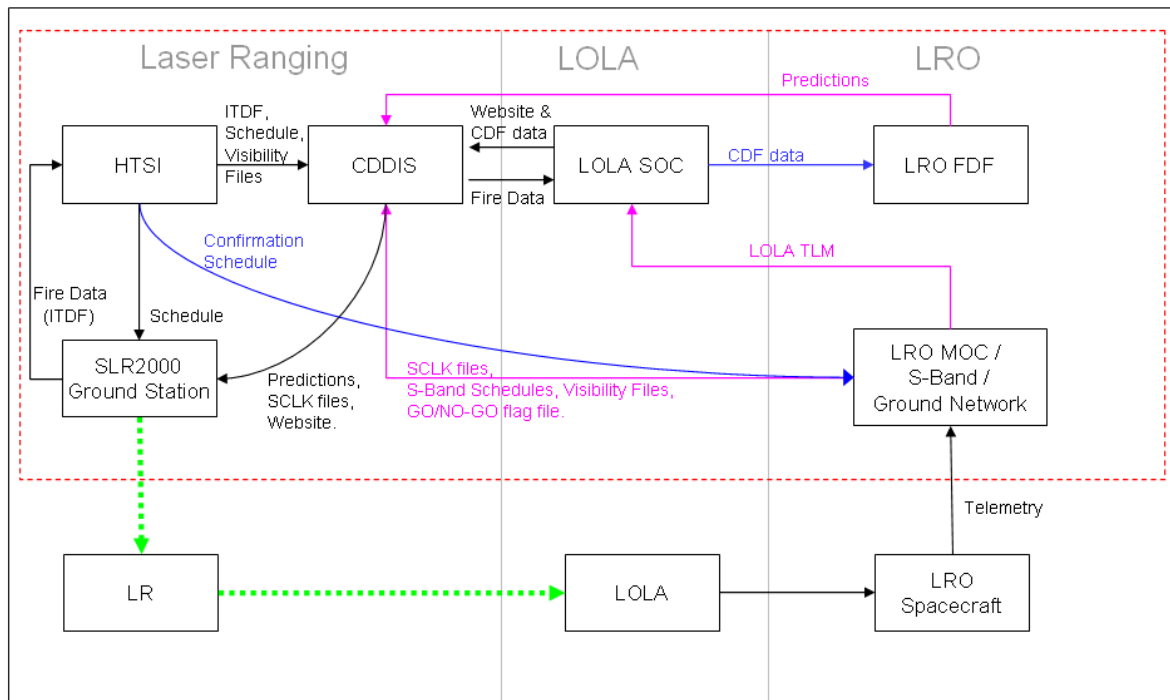 Laser Ranging
LOLA
LRO
Predictions
ITDF,
Schedule,
Visibility
Files
Website &
CDF data
HTSI
CDDIS
LOLA SOC
CDF data
LRO FDF
Fire Data
Confirmation
Schedule
LOLA TLM
Fire Data
(ITDF)
Schedule
SLR2000
Ground Station
Predictions,
SCLK files,
Website.
SCLK files,
S-Band Schedules, Visibility Files,
GO/NO-GO flag file.
LRO MOC /
S-Band /
Ground Network
Telemetry
LR
LOLA
LRO
Spacecraft